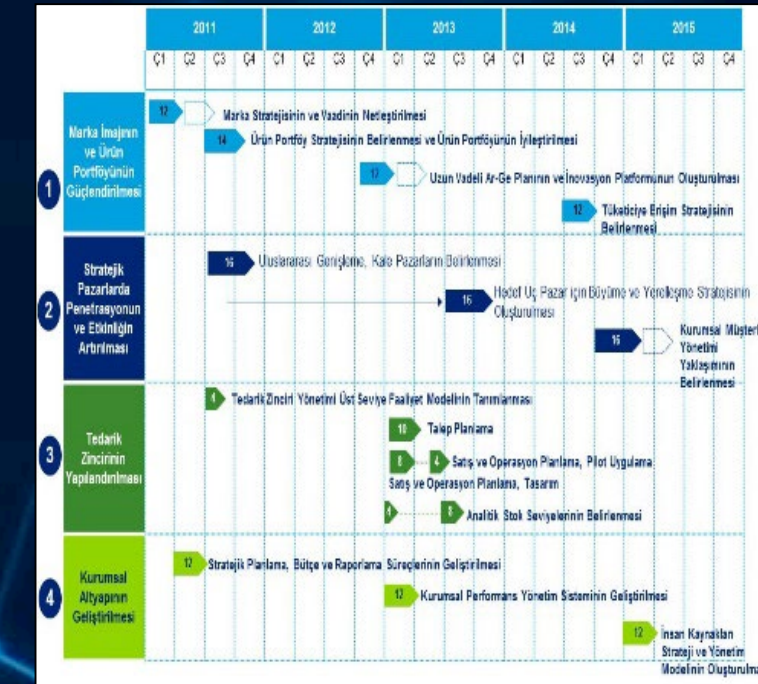 2011 2012 2013 2014 2015
Ç1 Ç2 Ç3 Ç4 Ç1 Ç2 Ç3 Ç4 Ç1 Ç2 Ç3 Ç4 Ç1 Ç2 Ç3 Ç4 Ç1 Ç2 Ç3 Ç4
1
Marka İmajının
ve Ürün
Portföyünün
Güçlendirilmesi
12 Marka Stratejisinin ve Vaadinin Netleştirilmesi
14 Ürün Portföy Stratejisinin Belirlenmesi ve Ürün Portföyünün İyileştirilmesi
12 Uzun Vadeli Ar-Ge Planının ve İnovasyon Platformunun Oluşturulması
12 Tüketiciye Erişim Stratejisinin
Belirlenmesi
2
Stratejik
Pazarlarda
Penetrasyonun
ve Etkinliğin
Artırılması
16 Uluslararası Genişleme, Kale Pazarların Belirlenmesi
16 Hedef Uç Pazar için Büyüme ve Yerelleşme Stratejisinin
Oluşturulması
16 Kurumsal Müşteri
Yönetimi
Yaklaşımının
Belirlenmesi
3
Tedarik
Zincirinin
Yapılandırılması
4 Tedarik Zinciri Yönetimi Üst Seviye Faaliyet Modelinin Tanımlanması
10 Talep Planlama
8 4 Satış ve Operasyon Planlama, Pilot Uygulama
Satış ve Operasyon Planlama, Tasarım
4 8 Analitik Stok Seviyelerinin Belirlenmesi
4
Kurumsal
Altyapının
Geliştirilmesi
12 Stratejik Planlama, Bütçe ve Raporlama Süreçlerinin Geliştirilmesi
12 Kurumsal Performans Yönetim Sisteminin Geliştirilmesi
12 İnsan Kaynakları
Strateji ve Yönetim
Modelinin Oluşturulma